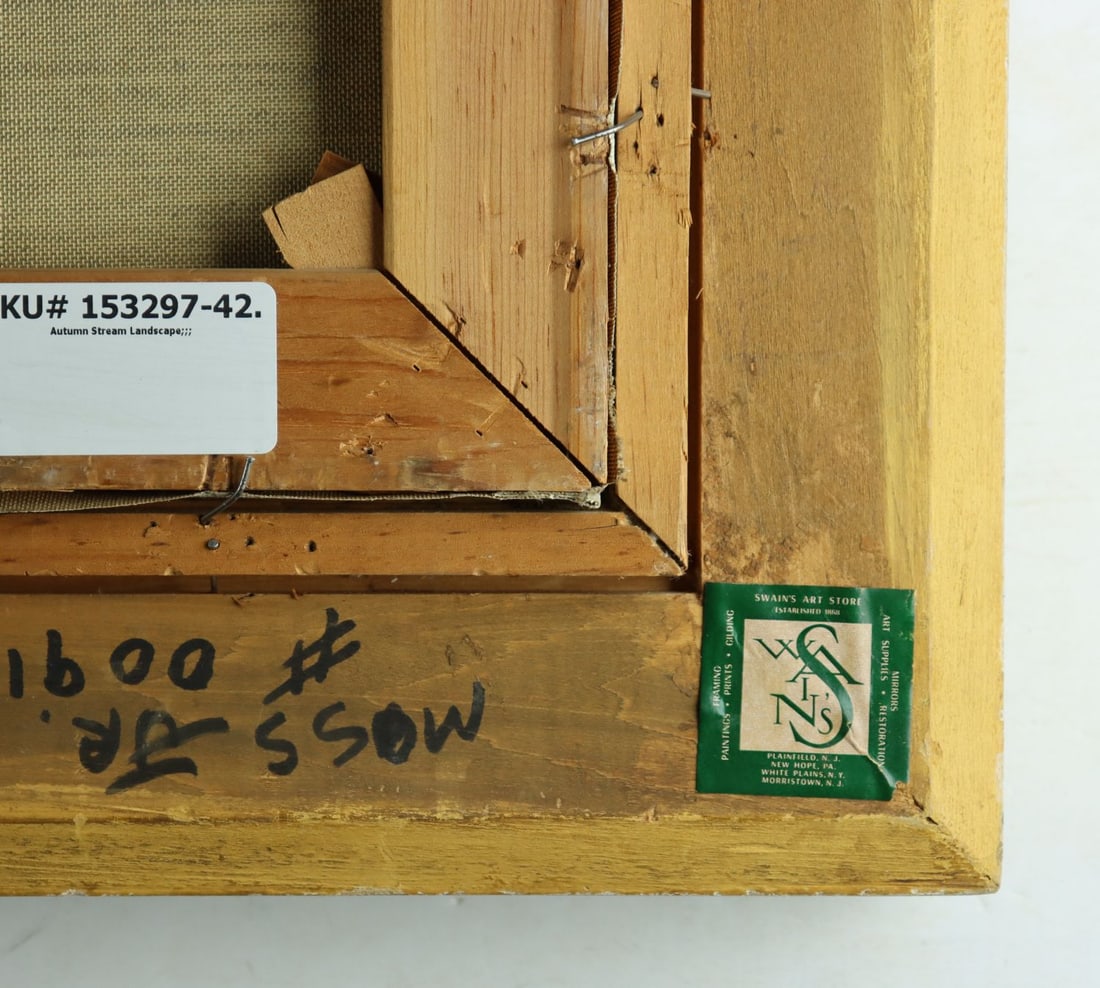 KU# 153297-42.
Autumn Stream Landscape;;;
MOSS JR.
# 0091
SWAIN'S ART STORE
ESTABLISHED 1868
PAINTINGS • PRINTS • GILDING
FRAMING
SWAIN'S
ART SUPPLIES • RESTORATION
MIRRORS
PLAINFIELD, N. J.
NEW HOPE, PA.
WHITE PLAINS, N. Y.
MORRISTOWN, N. J.